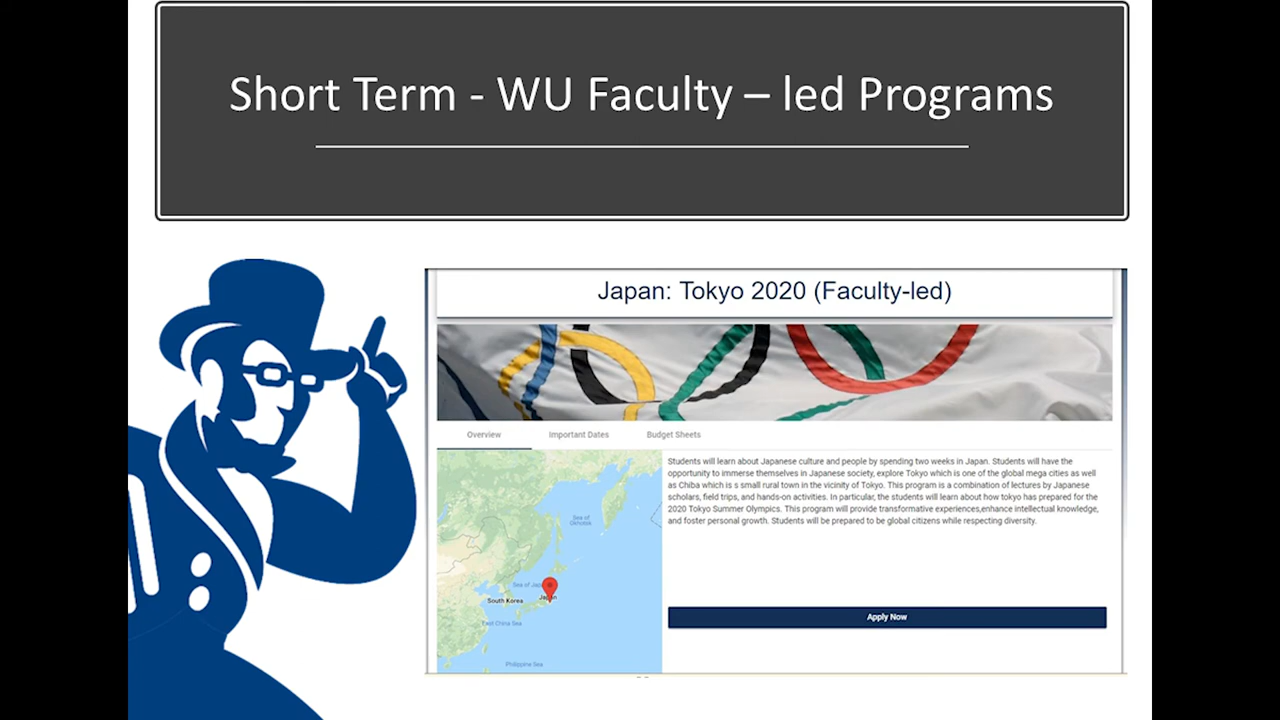 Short Term - WU Faculty – led Programs
Japan: Tokyo 2020 (Faculty-led)
Overview
Important Dates
Budget Sheets
Students will learn about Japanese culture and people by spending two weeks in Japan. Students will have the
opportunity to immerse themselves in Japanese society, explore Tokyo which is one of the global mega cities as well
as Chiba which is s small rural town in the vicinity of Tokyo. This program is a combination of lectures by Japanese
scholars, field trips, and hands-on activities. In particular, the students will learn about how tokyo has prepared for the
2020 Tokyo Summer Olympics. This program will provide transformative experiences,enhance intellectual knowledge,
and foster personal growth. Students will be prepared to be global citizens while respecting diversity.
Sea of
Okhotsk
Sea of
South Korea
East China Sea
Philippine Sea
Apply Now